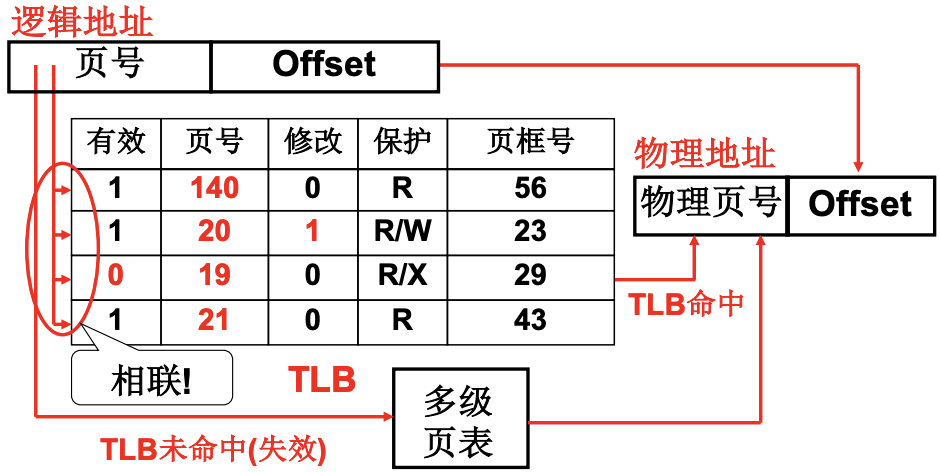 逻辑地址
页号 Offset
有效 页号 修改 保护 页框号
1 140 0 R 56
1 20 1 R/W 23
0 19 0 R/X 29
1 21 0 R 43
物理地址
物理页号 Offset
TLB命中
相联!
TLB
多级
页表
TLB未命中(失效)